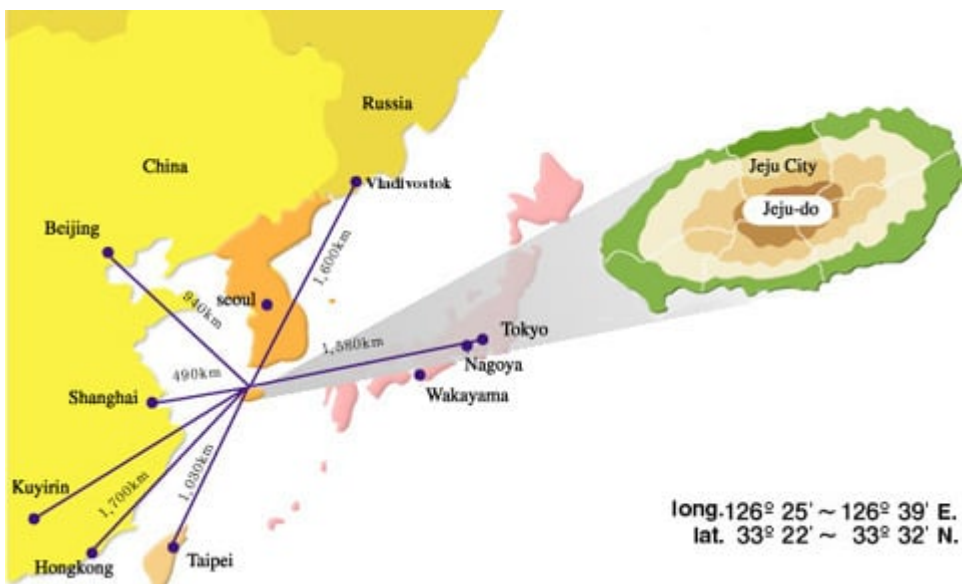 Russia
China
Jeju City
Vladivostok
Jeju-do
Beijing
1,600km
940km
seoul
Tokyo
1,580km
Nagoya
490km
Shanghai
Wakayama
1,030km
Kuyirin
1,700km
long. 126º 25' ~ 126º 39' E.
lat. 33º 22' ~ 33º 32' N.
Hongkong
Taipei